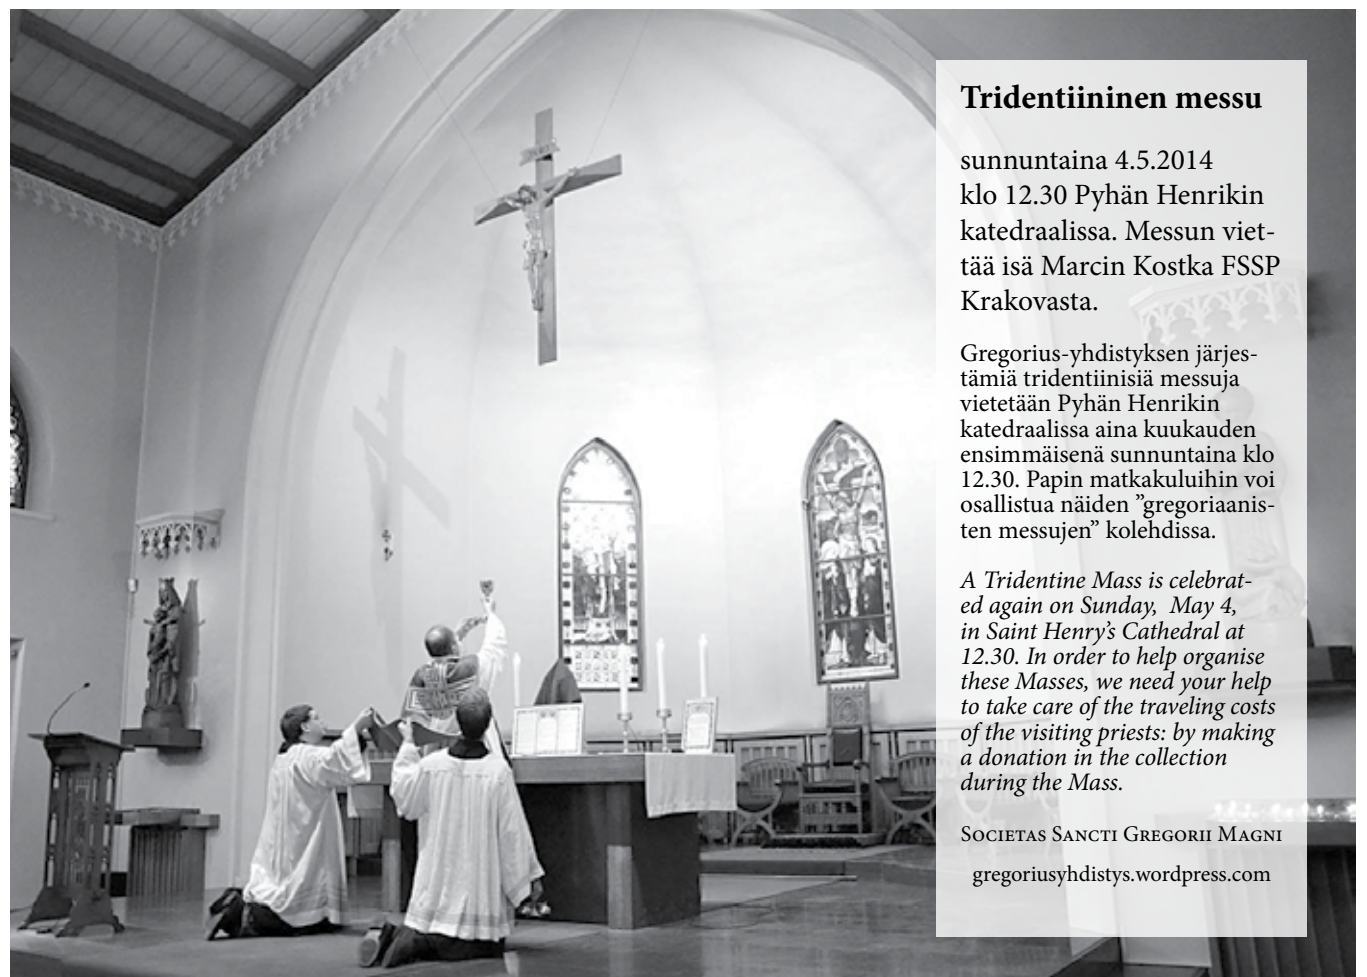 Tridentiininen messu
sunnuntaina 4.5.2014
klo 12.30 Pyhän Henrikin
katedraalissa. Messun viet-
tää isä Marcin Kostka FSSP
Krakovasta.
Gregorius-yhdistyksen järjes-
tämiä tridentiinisiä messuja
vietetään Pyhän Henrikin
katedraalissa aina kuukauden
ensimmäisenä sunnuntaina klo
12.30. Papin matkakuluihin voi
osallistua näiden ”gregoriaanis-
ten messujen” kolehdissa.
A Tridentine Mass is celebrat-
ed again on Sunday,  May 4,
in Saint Henry’s Cathedral at
12.30. In order to help organise
these Masses, we need your help
to take care of the traveling costs
of the visiting priests: by making
a donation in the collection
during the Mass.
Societas Sancti Gregorii Magni
gregoriusyhdistys.wordpress.com